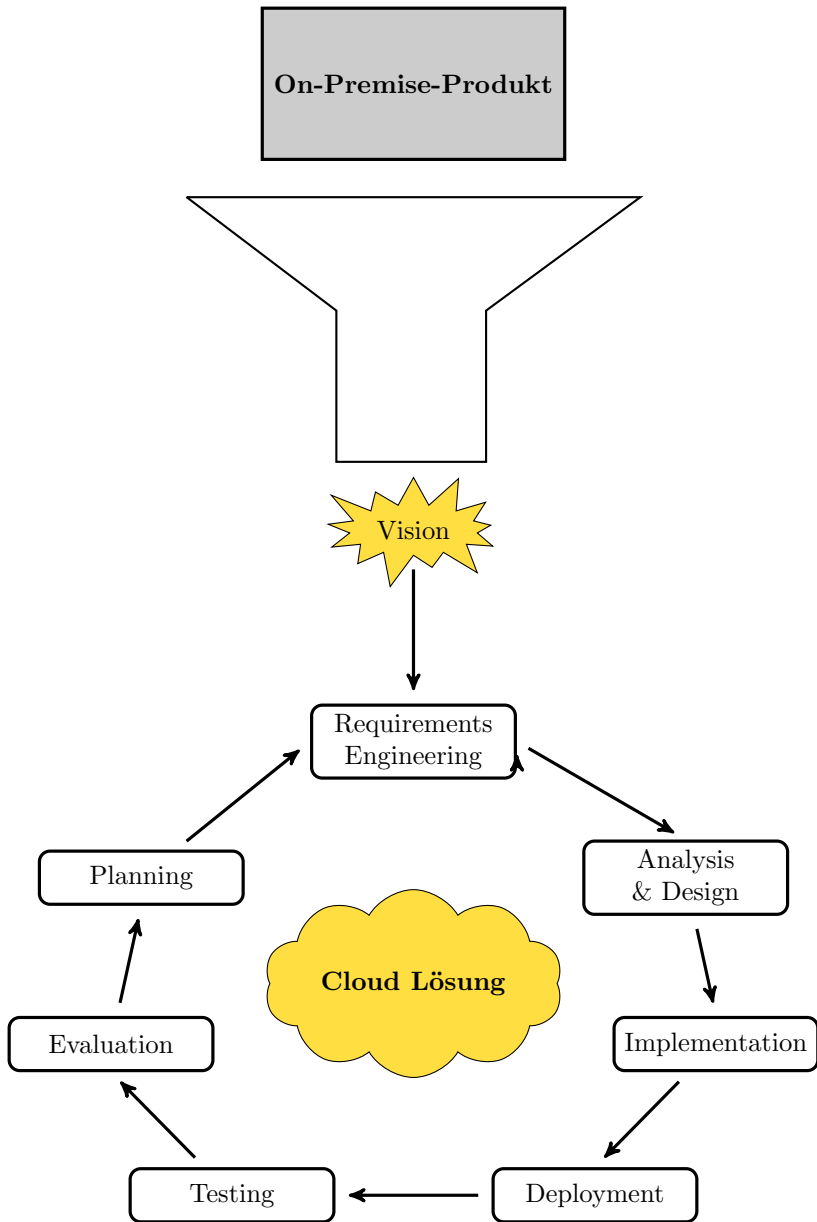 On-Premise-Produkt
Vision
Requirements
Engineering
Planning
Analysis
& Design
Cloud Lösung
Evaluation
Implementation
Testing
Deployment